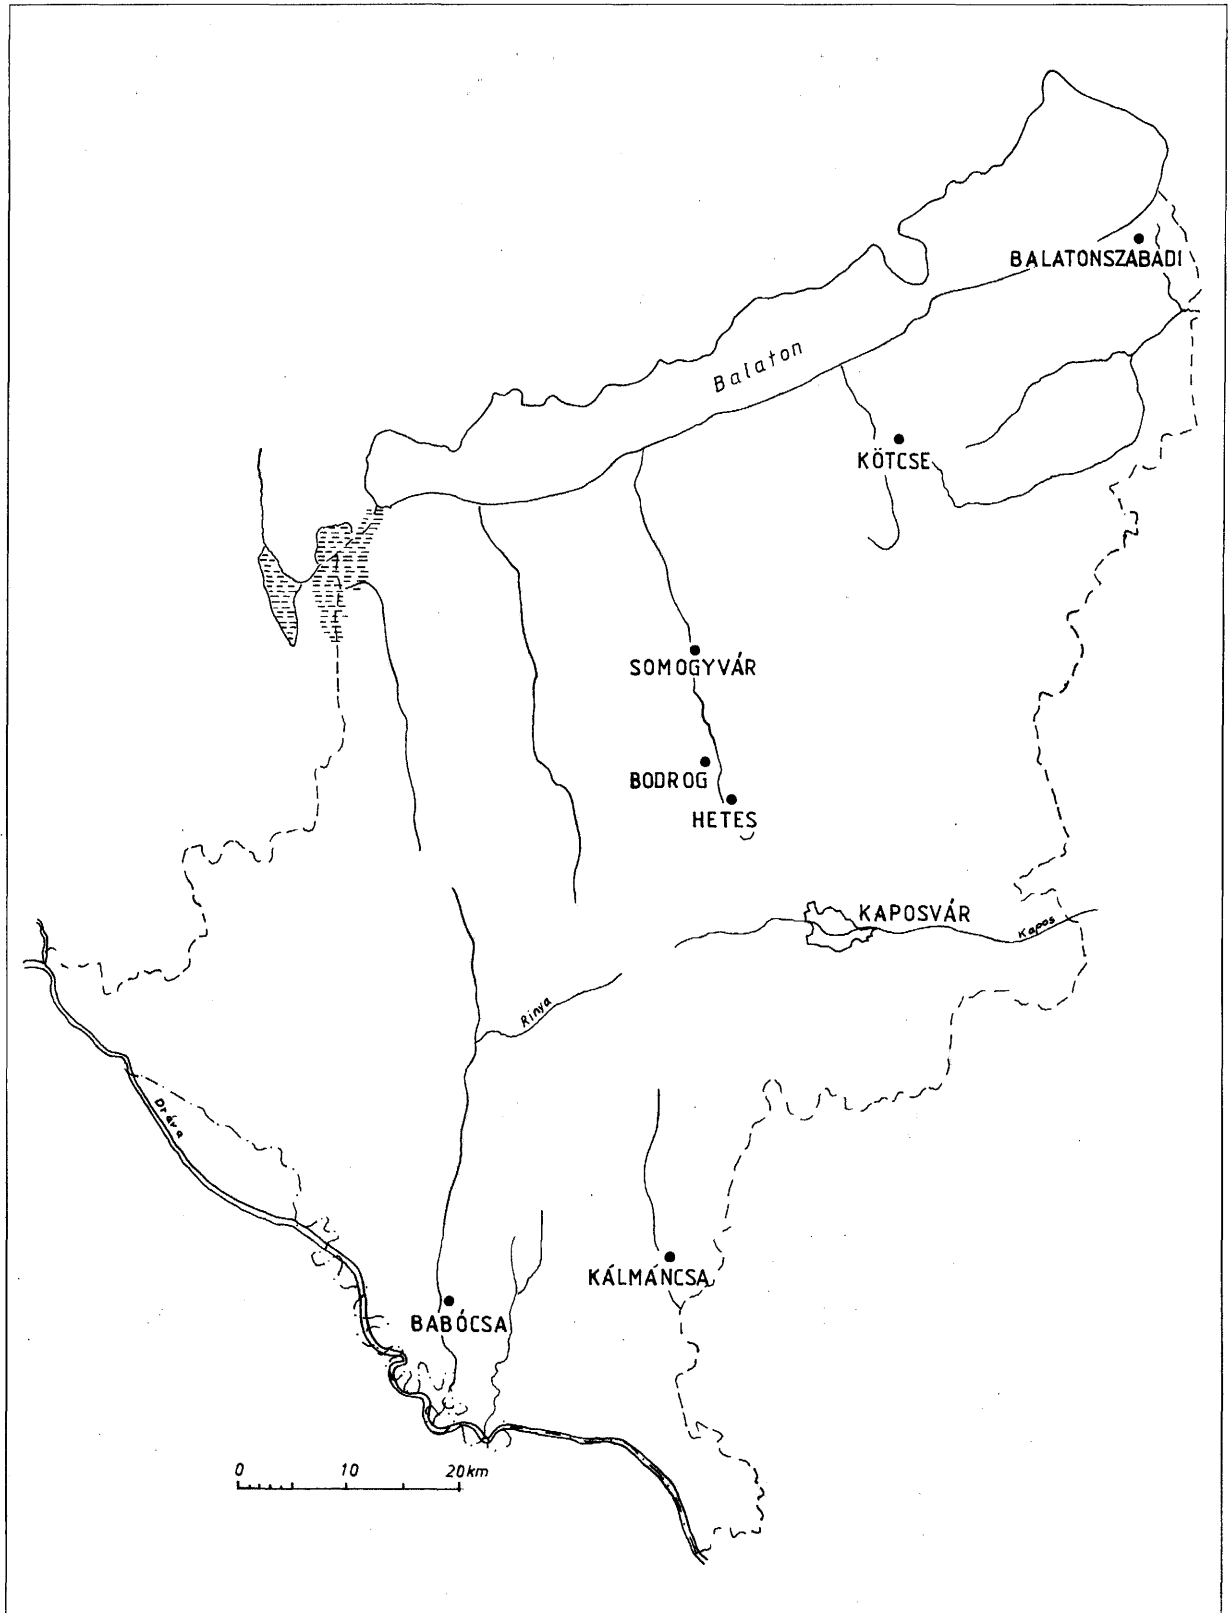 BALATONSZABADI
Balaton
KÖTCSE
SOMOGYVÁR
BODROG
HETES
KAPOSVÁR
Kapos
Rinya
Dráva
KÁLMÁNCSA
BABÓCSA
0 10 20km